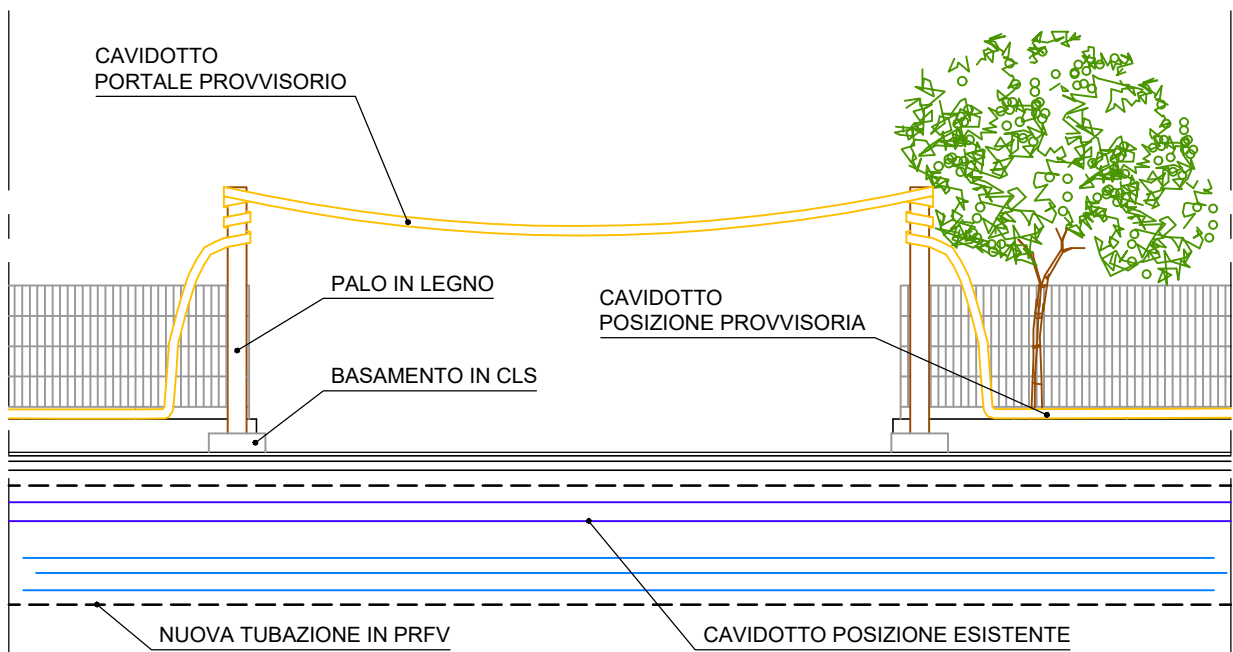 CAVIDOTTO
PORTALE PROVVISORIO
PALO IN LEGNO
CAVIDOTTO
POSIZIONE PROVVISORIA
BASAMENTO IN CLS
NUOVA TUBAZIONE IN PRFV
CAVIDOTTO POSIZIONE ESISTENTE